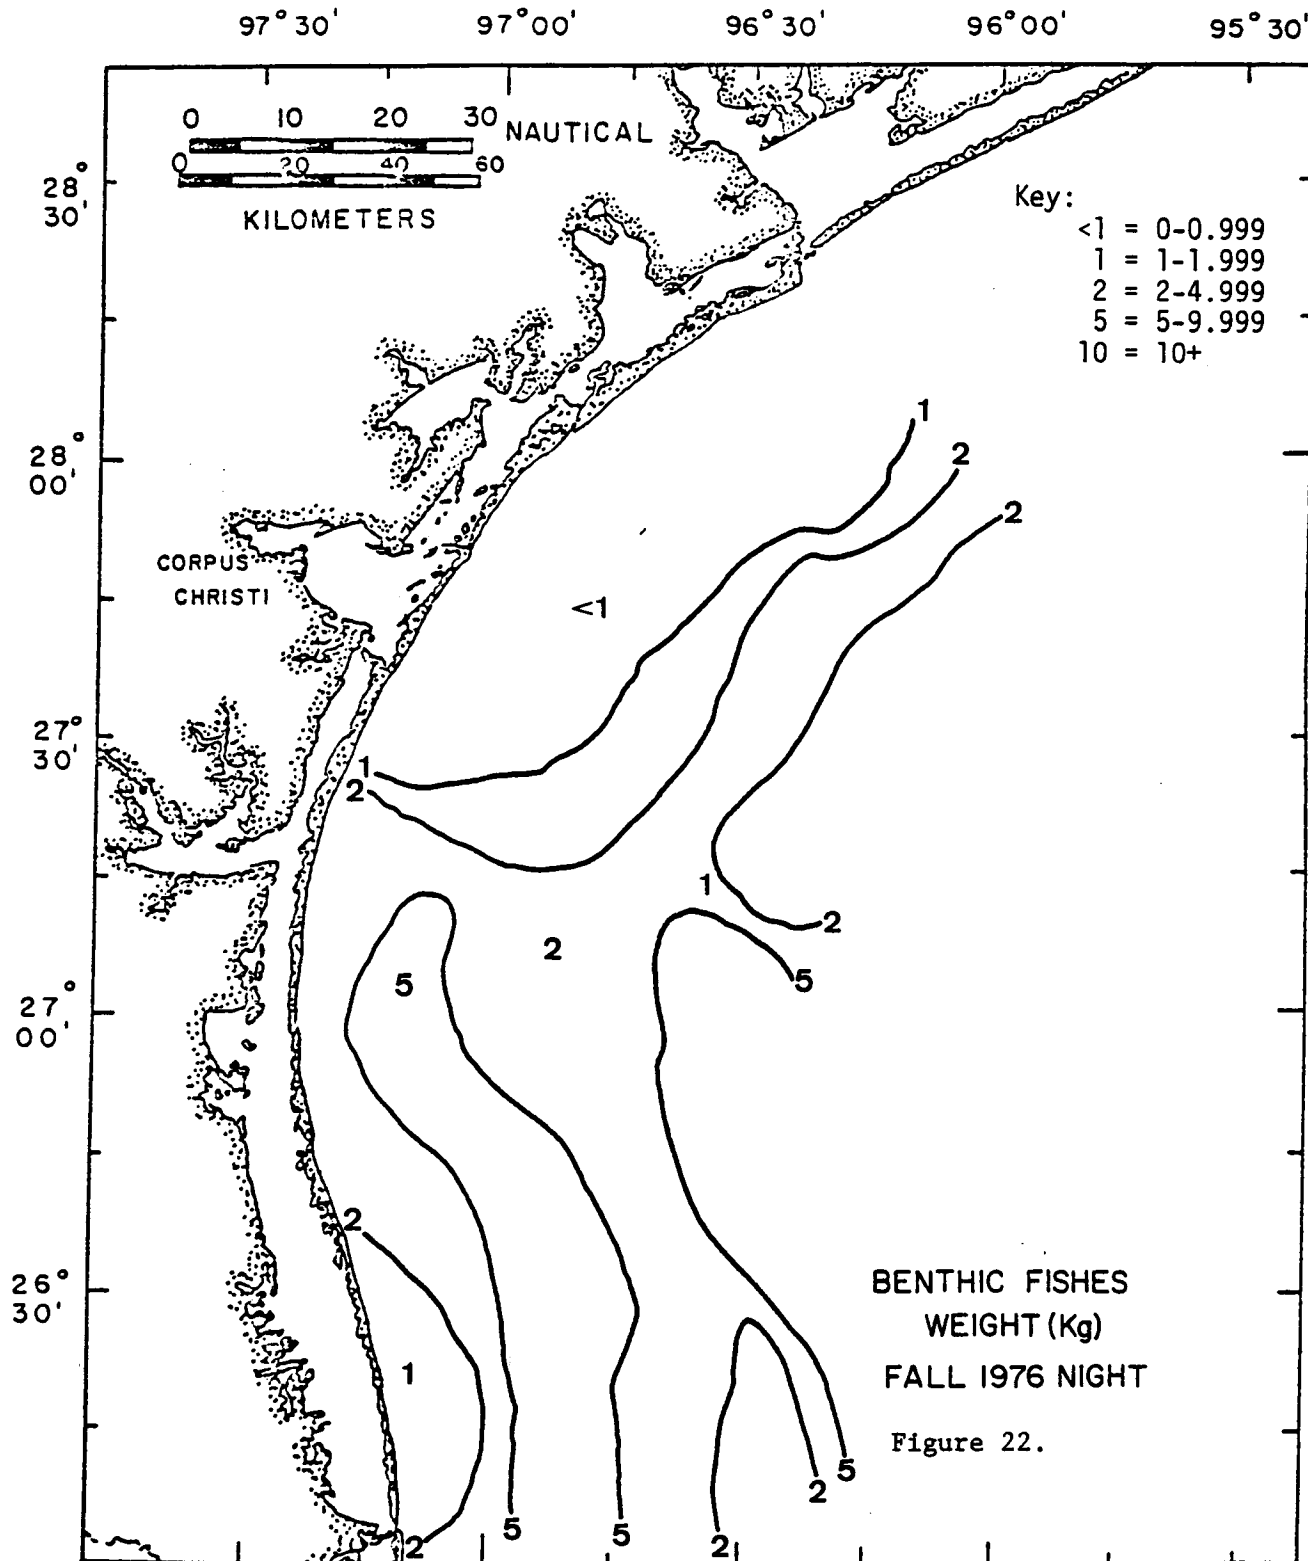 97°30' 97°00' 96°30' 96°00' 95°30'
0 10 20 30 NAUTICAL
0 20 40 60
KILOMETERS
28°
30'
Key:
<1 = 0-0.999
1 = 1-1.999
2 = 2-4.999
5 = 5-9.999
10 = 10+
1
28°
00'
2
2
CORPUS
CHRISTI
<1
27°
30'
1
2
1
2
2
5
5
27°
00'
2
26°
30'
BENTHIC FISHES
WEIGHT (Kg)
FALL 1976 NIGHT
1
Figure 22.
5
2
2 5 5 2